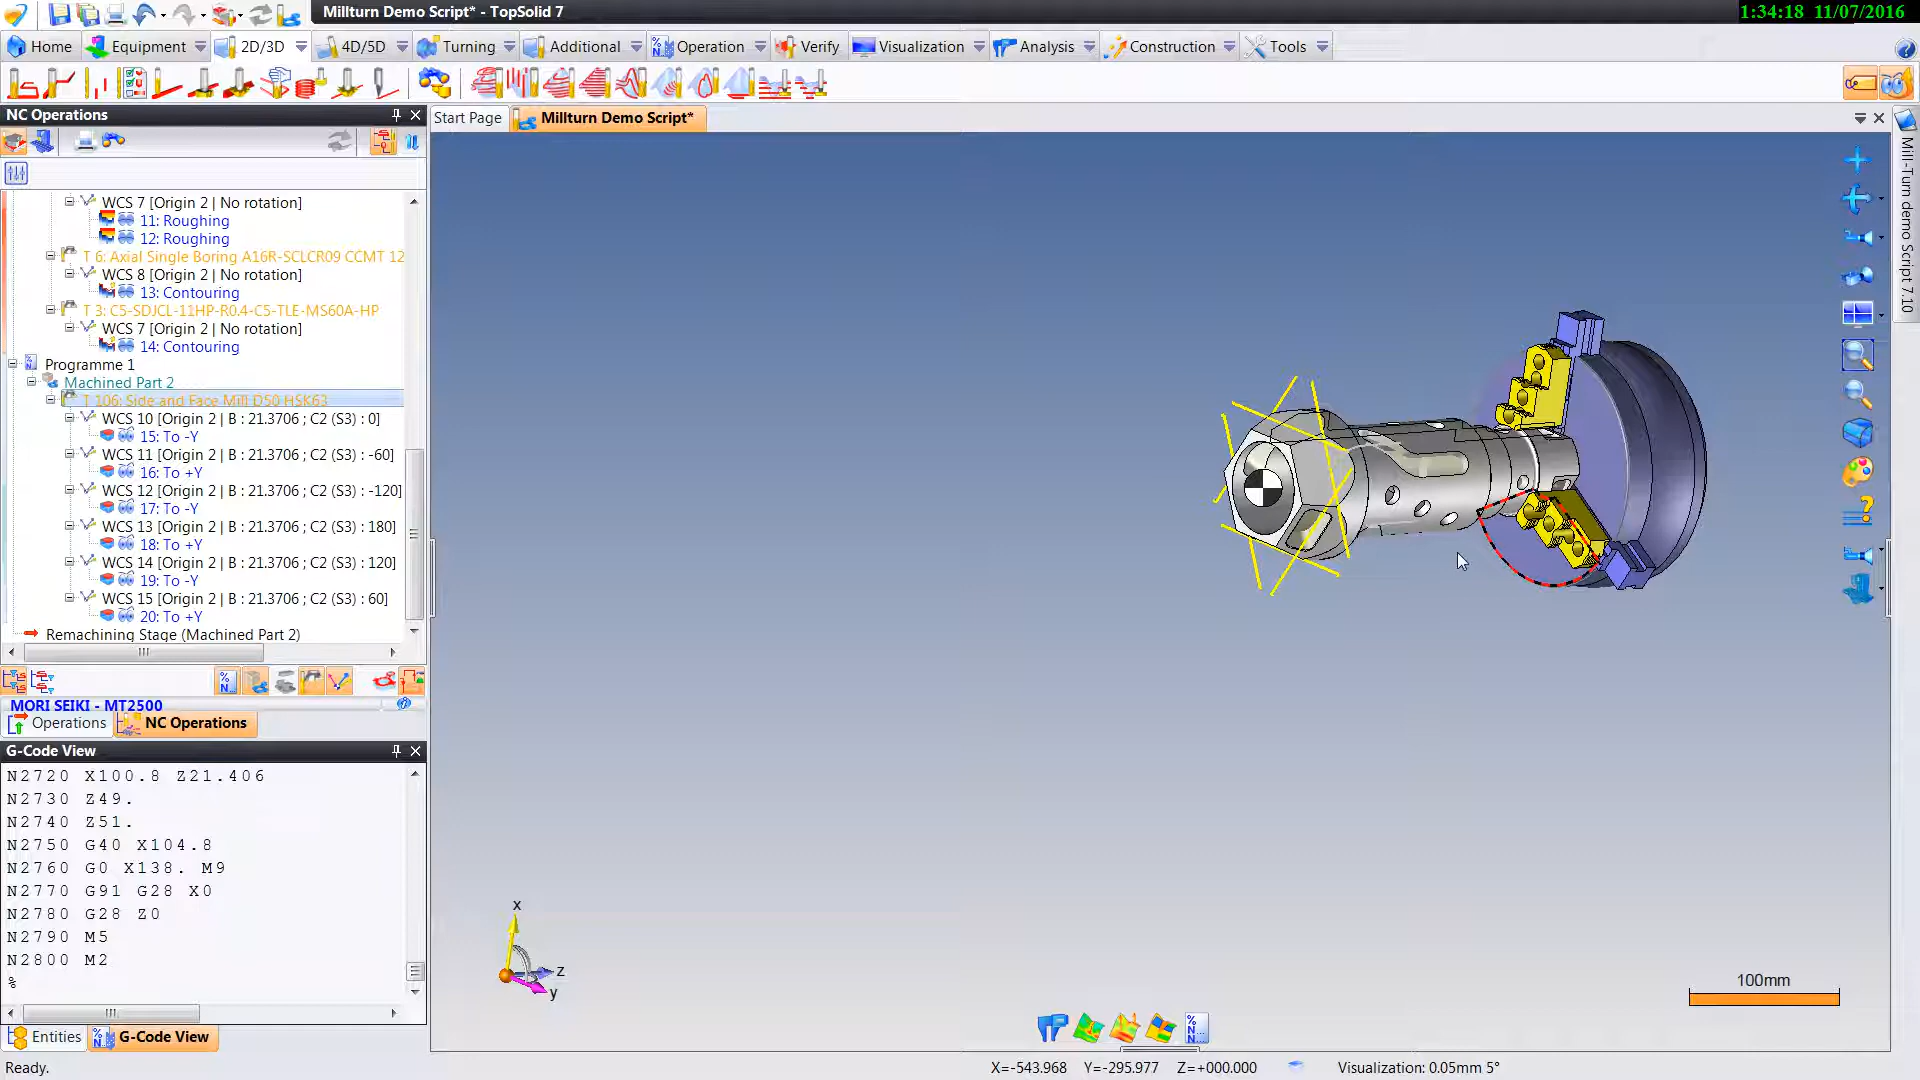 Millturn Demo Script* - TopSolid 7
1:34:18 11/07/2016
Home Equipment 2D/3D 4D/5D Turning Additional Operation Verify Visualization Analysis Construction Tools
NC Operations
Start Page
Millturn Demo Script*
WCS 7 [Origin 2 | No rotation]
11: Roughing
12: Roughing
T 6: Axial Single Boring A16R-SCLCR09 CCMT 12
WCS 8 [Origin 2 | No rotation]
13: Contouring
T 3: C5-SDJCL-11HP-R0.4-C5-TLE-MS60A-HP
WCS 7 [Origin 2 | No rotation]
14: Contouring
Programme 1
Machined Part 2
T 106: Side and Face Mill D50 HSK63
WCS 10 [Origin 2 | B : 21.3706 ; C2 (S3) : 0]
15: To -Y
WCS 11 [Origin 2 | B : 21.3706 ; C2 (S3) : -60]
16: To +Y
WCS 12 [Origin 2 | B : 21.3706 ; C2 (S3) : -120]
17: To -Y
WCS 13 [Origin 2 | B : 21.3706 ; C2 (S3) : 180]
18: To +Y
WCS 14 [Origin 2 | B : 21.3706 ; C2 (S3) : 120]
19: To -Y
WCS 15 [Origin 2 | B : 21.3706 ; C2 (S3) : 60]
20: To +Y
Remachining Stage (Machined Part 2)
MORI SEIKI - MT2500
Operations
NC Operations
G-Code View
N2720 X100.8 Z21.406
N2730 Z49.
N2740 Z51.
N2750 G40 X104.8
N2760 G0 X138. M9
N2770 G91 G28 X0
N2780 G28 Z0
N2790 M5
N2800 M2
%
Entities
G-Code View
x
z
y
100mm
Mill-Turn demo Script 7.10
Ready.
X=-543.968 Y=-295.977 Z=+000.000
Visualization: 0.05mm 5°